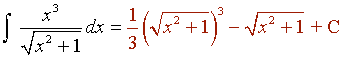 ∫ x³/√(x² + 1) dx = 1/3 (√(x² + 1))³ − √(x² + 1) + C